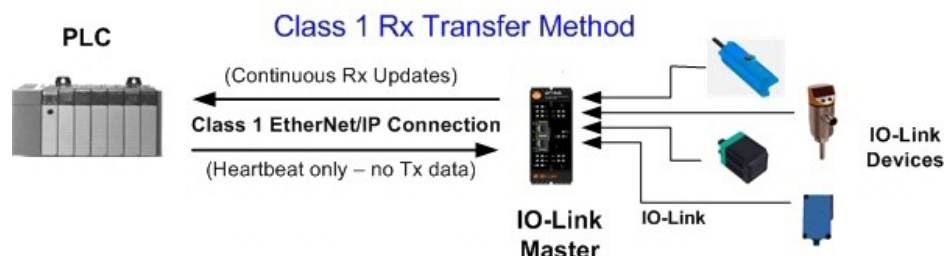 Class 1 Rx Transfer Method
PLC
(Continuous Rx Updates)
Class 1 EtherNet/IP Connection
(Heartbeat only – no Tx data)
IO-Link
Devices
IO-Link
IO-Link
Master